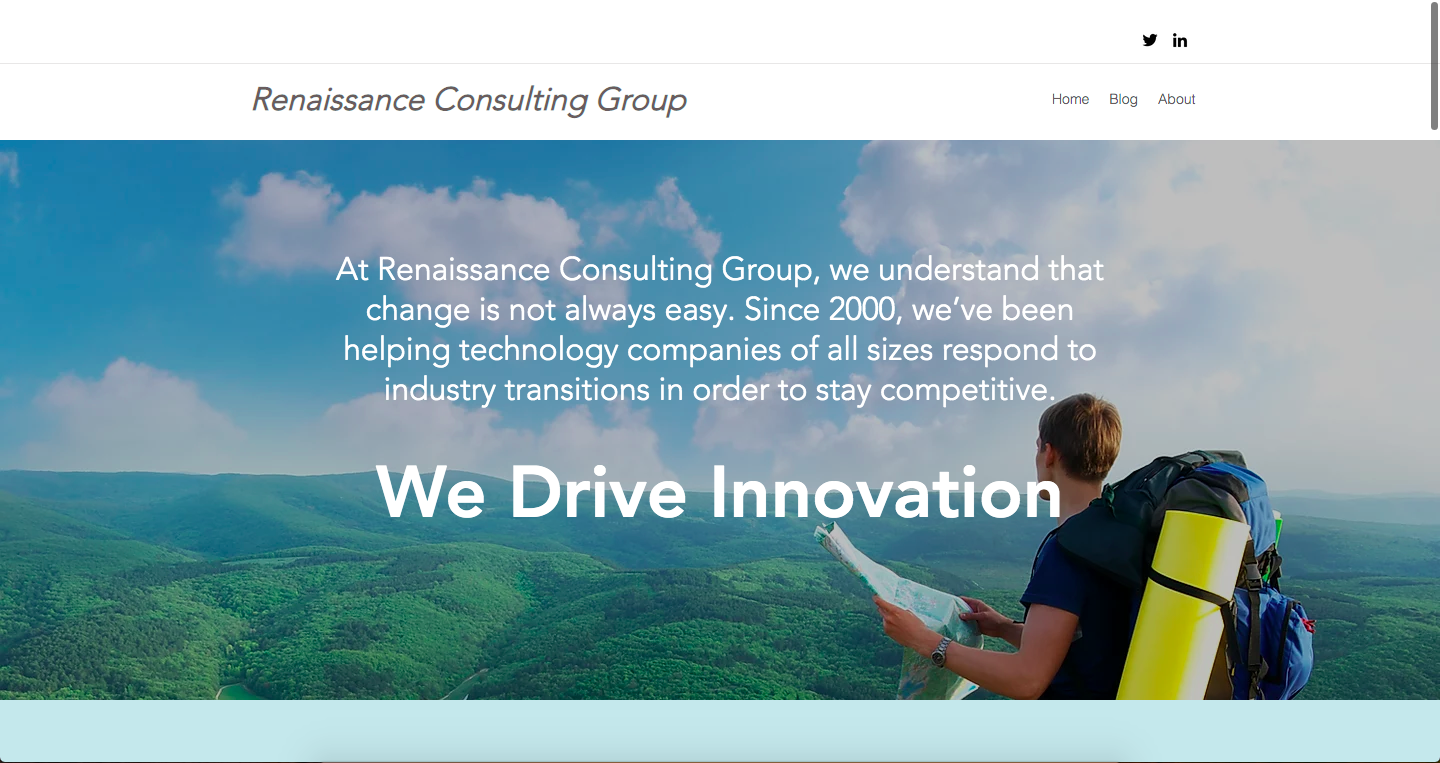 Renaissance Consulting Group
Home Blog About
At Renaissance Consulting Group, we understand that
change is not always easy. Since 2000, we’ve been
helping technology companies of all sizes respond to
industry transitions in order to stay competitive.
We Drive Innovation